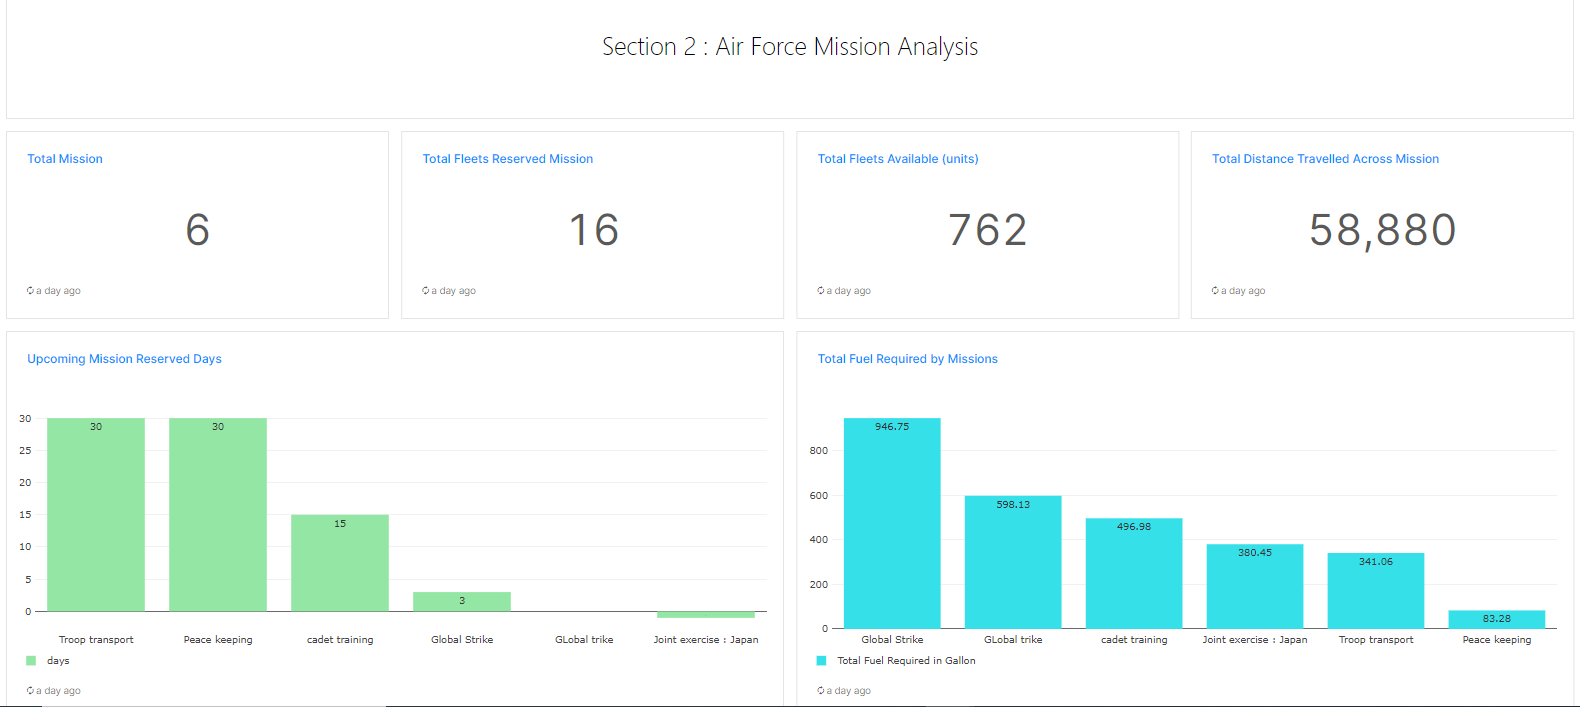 Section 2 : Air Force Mission Analysis
Total Mission
6
a day ago
Total Fleets Reserved Mission
16
a day ago
Total Fleets Available (units)
762
a day ago
Total Distance Travelled Across Mission
58,880
a day ago
Upcoming Mission Reserved Days
30
25
20
15
10
5
0
30
30
15
3
Troop transport
Peace keeping
cadet training
Global Strike
GLobal trike
Joint exercise : Japan
days
a day ago
Total Fuel Required by Missions
800
600
400
200
0
946.75
598.13
496.98
380.45
341.06
83.28
Global Strike
GLobal trike
cadet training
Joint exercise : Japan
Troop transport
Peace keeping
Total Fuel Required in Gallon
a day ago